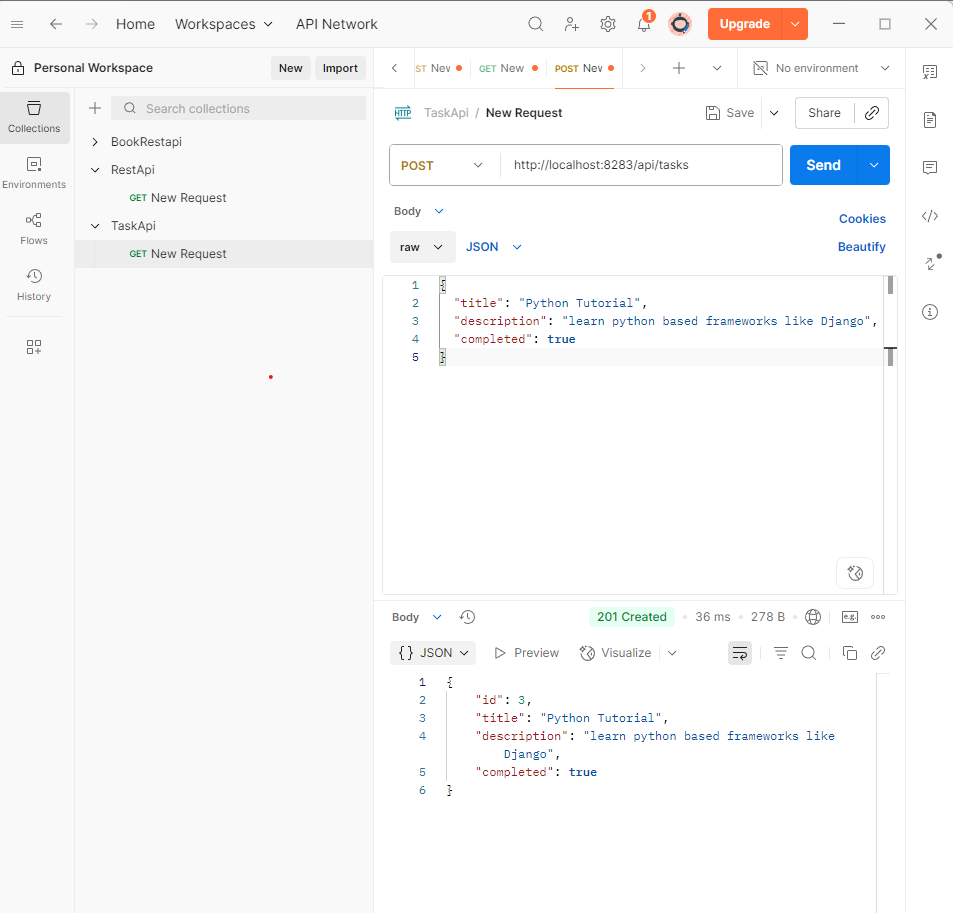 Home Workspaces API Network 1 Upgrade
Personal Workspace New Import
ST New GET New POST New No environment
Collections
Environments
Flows
History
Search collections
BookRestapi
RestApi
GET New Request
TaskApi
GET New Request
HTTP TaskApi / New Request Save Share
POST http://localhost:8283/api/tasks Send
Body Cookies
raw JSON Beautify
1 {
2 "title": "Python Tutorial",
3 "description": "learn python based frameworks like Django",
4 "completed": true
5 }
Body 201 Created • 36 ms • 278 B • e.g.
{} JSON Preview Visualize
1 {
2 "id": 3,
3 "title": "Python Tutorial",
4 "description": "learn python based frameworks like
Django",
5 "completed": true
6 }